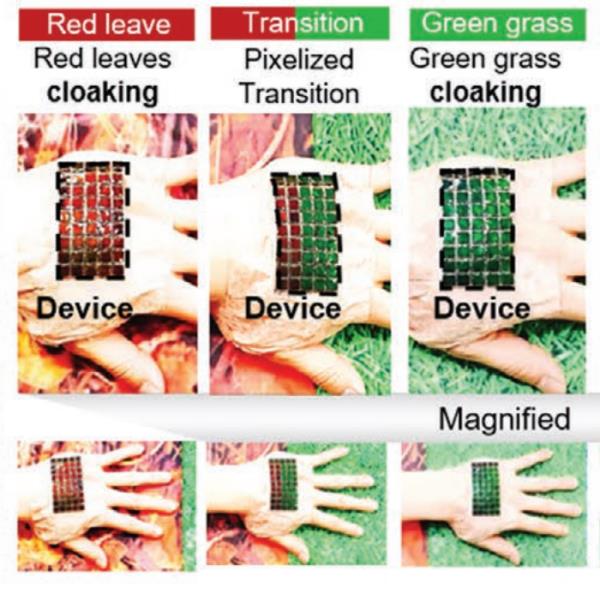 Red leave
Transition
Green grass
Red leaves
cloaking
Pixelized
Transition
Green grass
cloaking
Device
Device
Device
Magnified